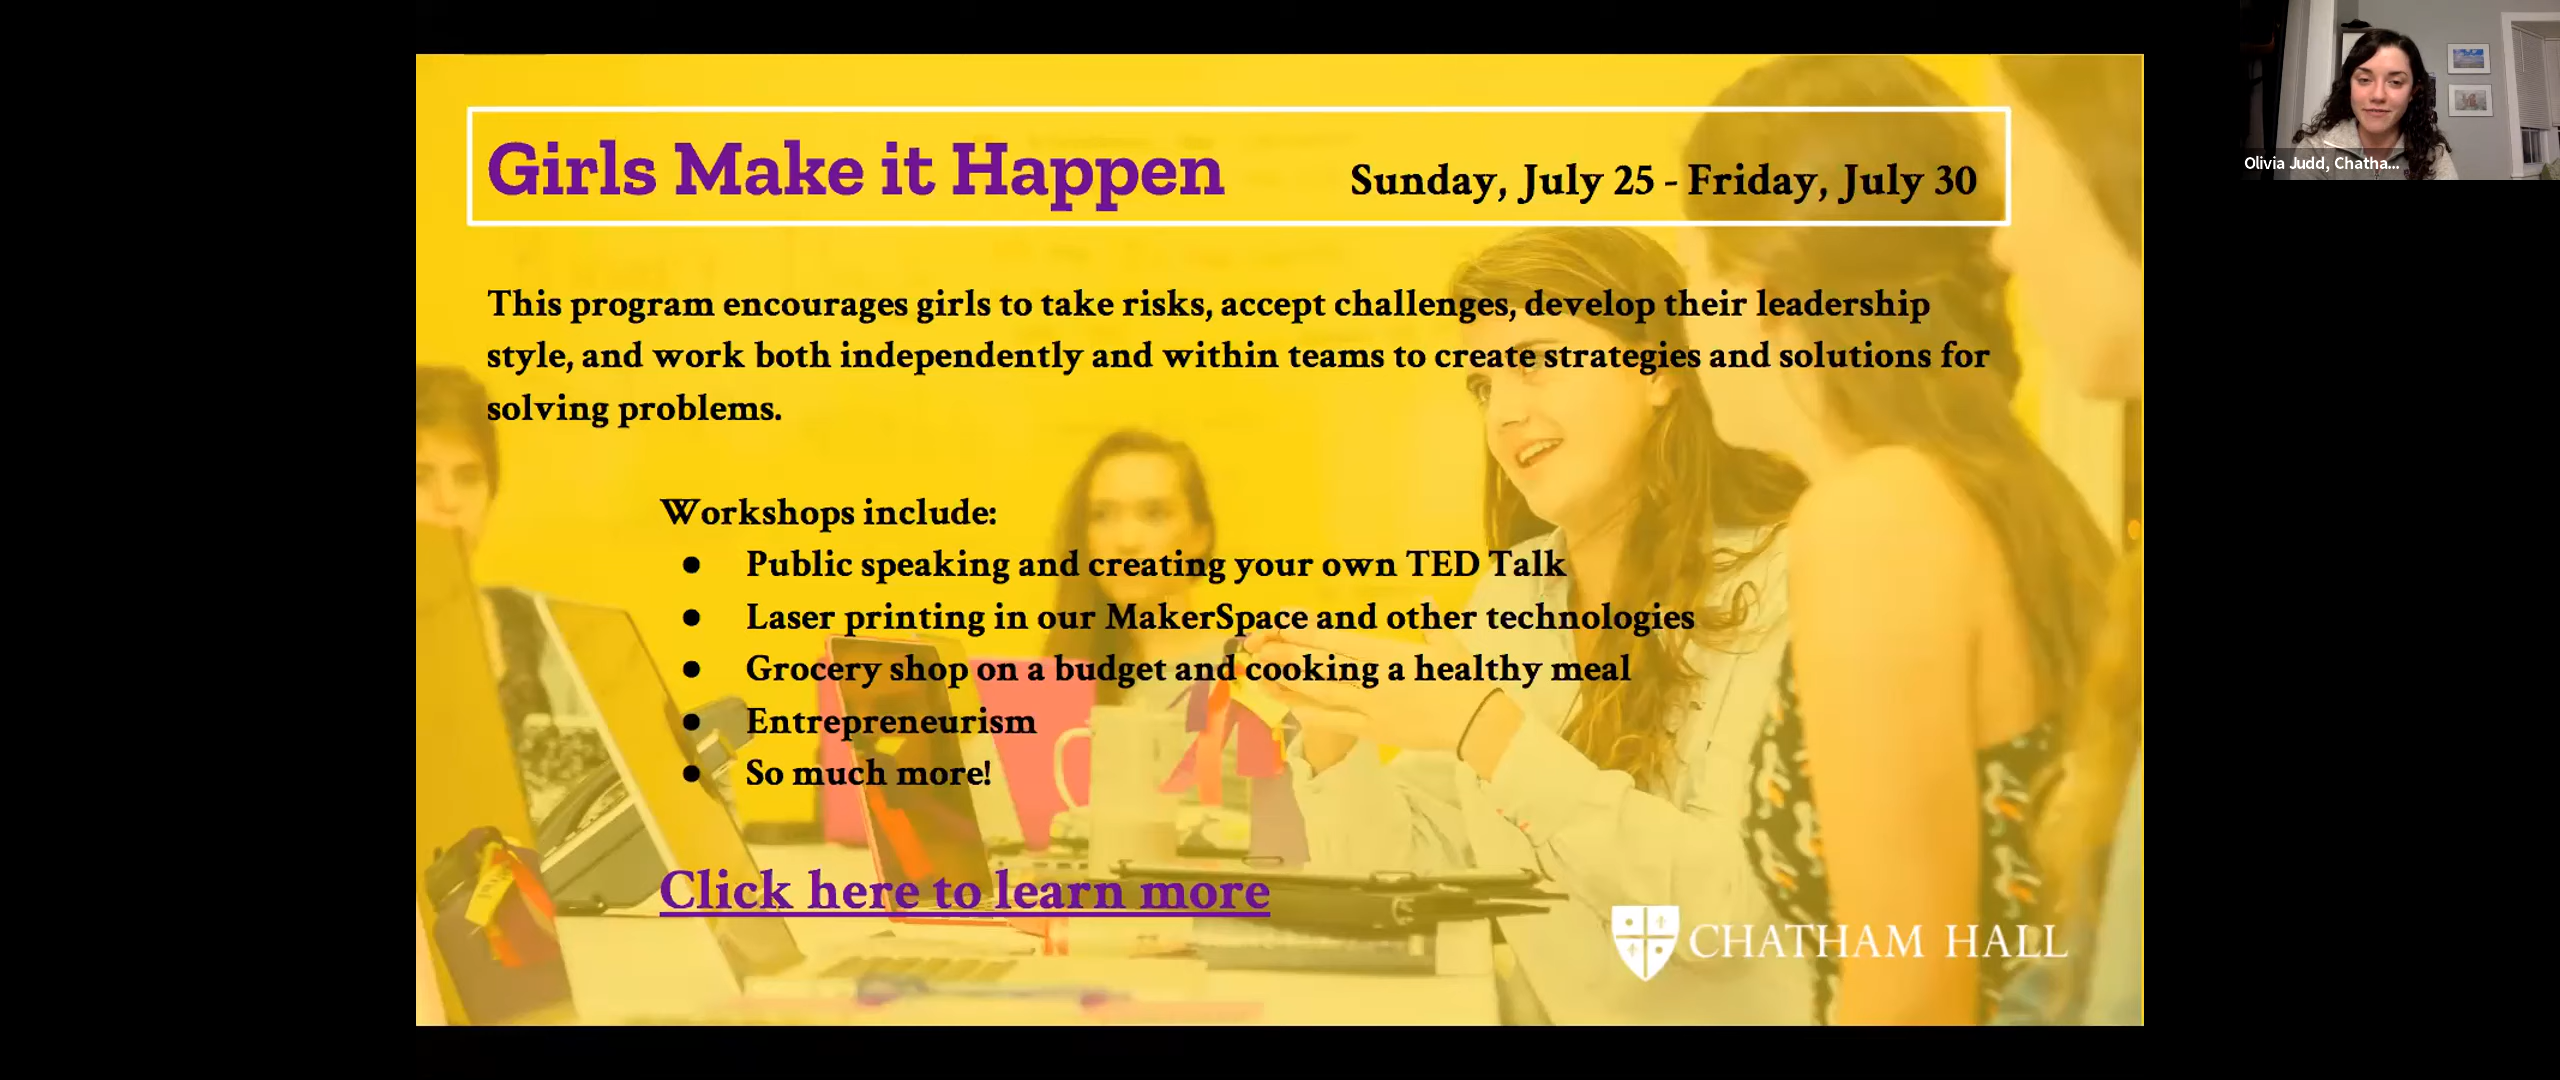 Girls Make it Happen
Sunday, July 25 - Friday, July 30
This program encourages girls to take risks, accept challenges, develop their leadership
style, and work both independently and within teams to create strategies and solutions for
solving problems.
Workshops include:
● Public speaking and creating your own TED Talk
● Laser printing in our MakerSpace and other technologies
● Grocery shop on a budget and cooking a healthy meal
● Entrepreneurism
● So much more!
Click here to learn more
CHATHAM HALL
Olivia Judd, Chatha...